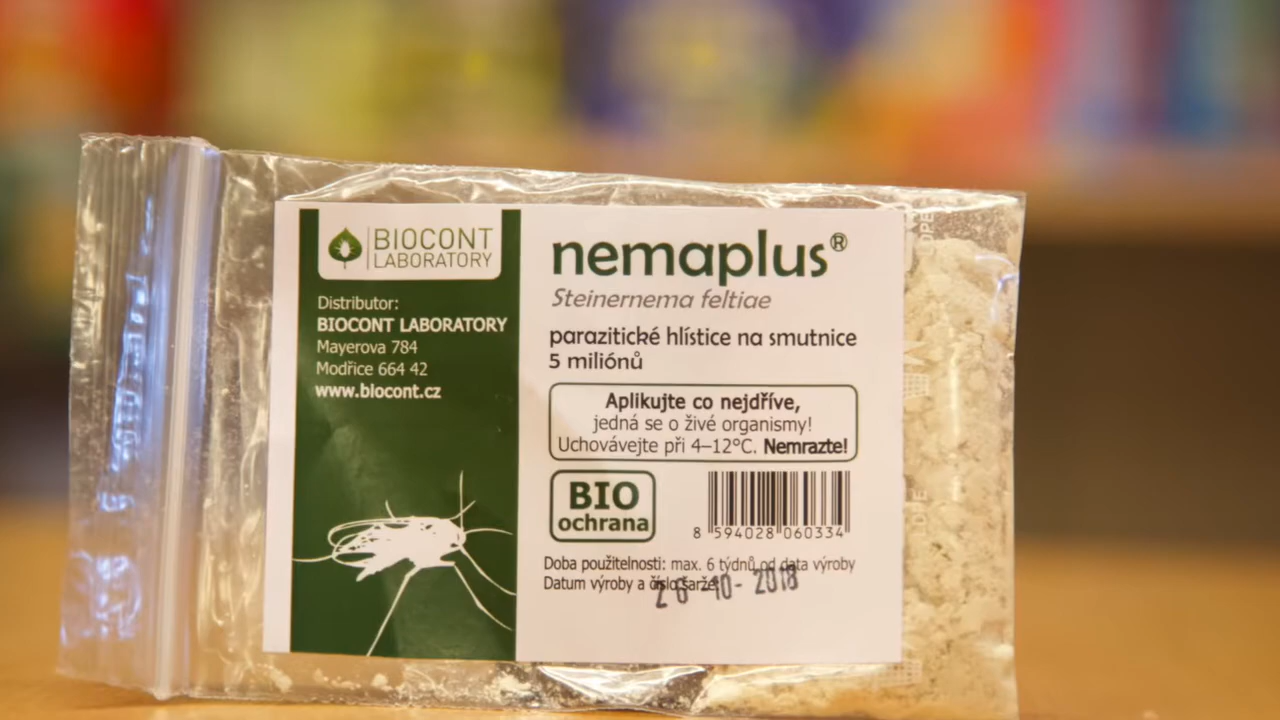 BIOCONT
LABORATORY
Distributor:
BIOCONT LABORATORY
Mayerova 784
Modřice 664 42
www.biocont.cz
nemaplus®
Steinernema feltiae
parazitické hlístice na smutnice
5 miliónů
Aplikujte co nejdříve,
jedná se o živé organismy!
Uchovávejte při 4–12°C. Nemrazte!
BIO
ochrana
8 594028 060334
Doba použitelnosti: max. 6 týdnů od data výroby
Datum výroby a číslo šarže:
26-10-2018